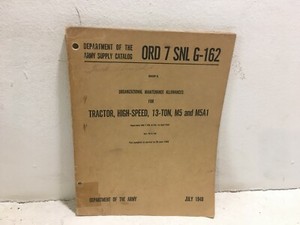 DEPARTMENT OF THE
ARMY SUPPLY CATALOG
ORD 7 SNL G-162
ORGANIZATIONAL MAINTENANCE ALLOWANCES
FOR
TRACTOR, HIGH-SPEED, 13-TON, M5 and M5A1
DEPARTMENT OF THE ARMY
JULY 1948